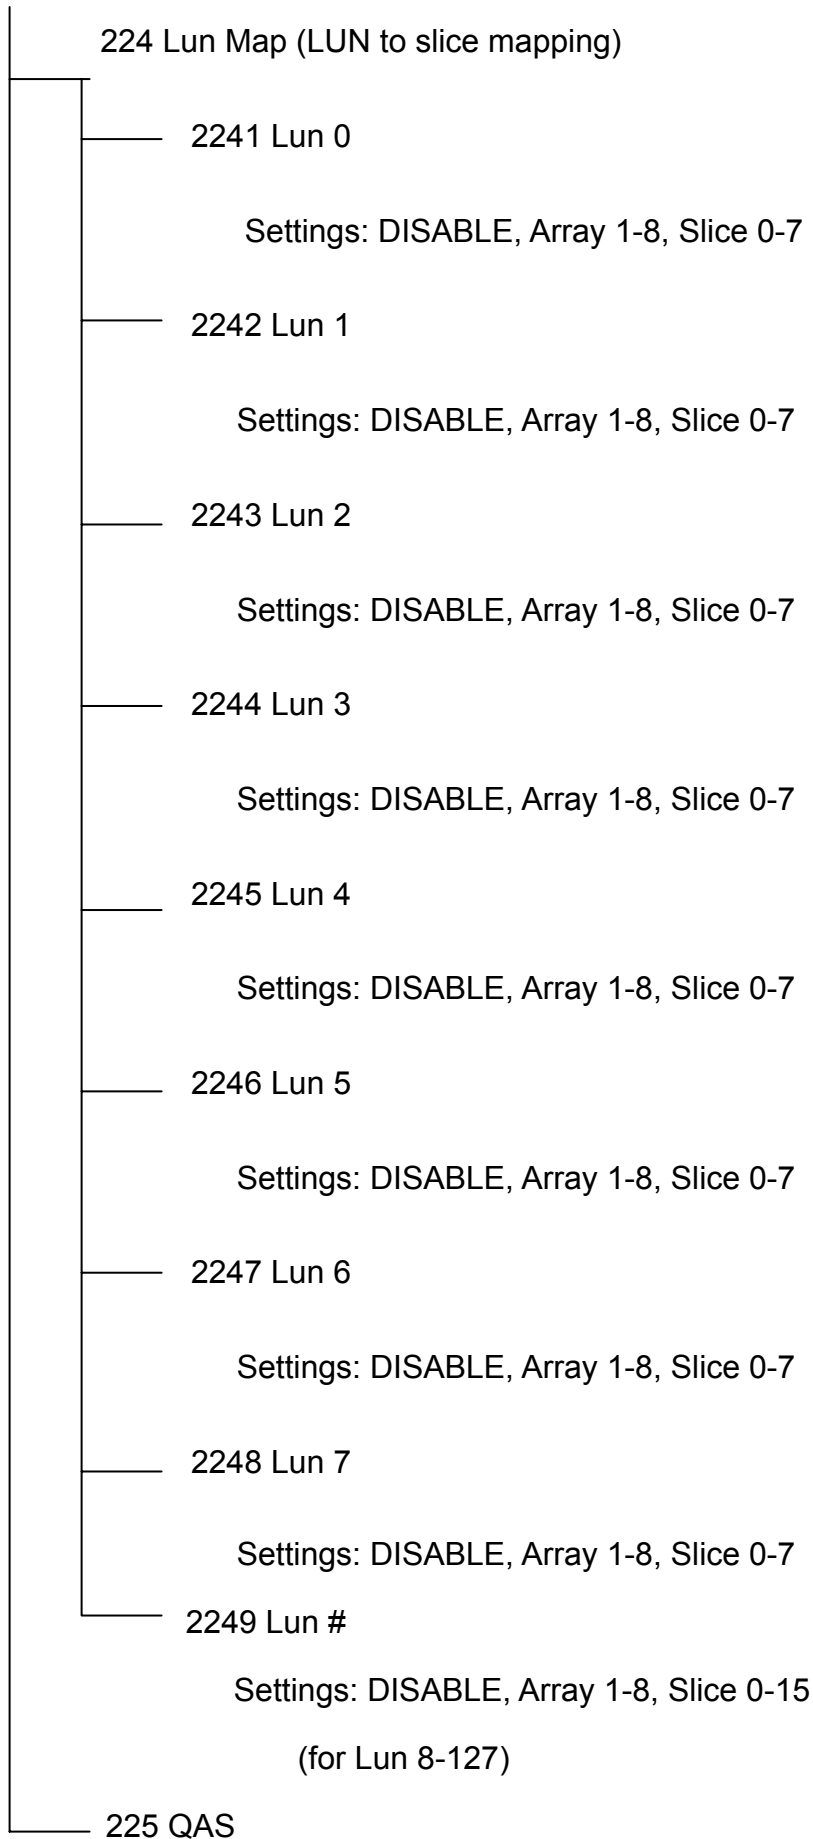 224 Lun Map (LUN to slice mapping)
2241 Lun 0
Settings: DISABLE, Array 1-8, Slice 0-7
2242 Lun 1
Settings: DISABLE, Array 1-8, Slice 0-7
2243 Lun 2
Settings: DISABLE, Array 1-8, Slice 0-7
2244 Lun 3
Settings: DISABLE, Array 1-8, Slice 0-7
2245 Lun 4
Settings: DISABLE, Array 1-8, Slice 0-7
2246 Lun 5
Settings: DISABLE, Array 1-8, Slice 0-7
2247 Lun 6
Settings: DISABLE, Array 1-8, Slice 0-7
2248 Lun 7
Settings: DISABLE, Array 1-8, Slice 0-7
2249 Lun #
Settings: DISABLE, Array 1-8, Slice 0-15
(for Lun 8-127)
225 QAS